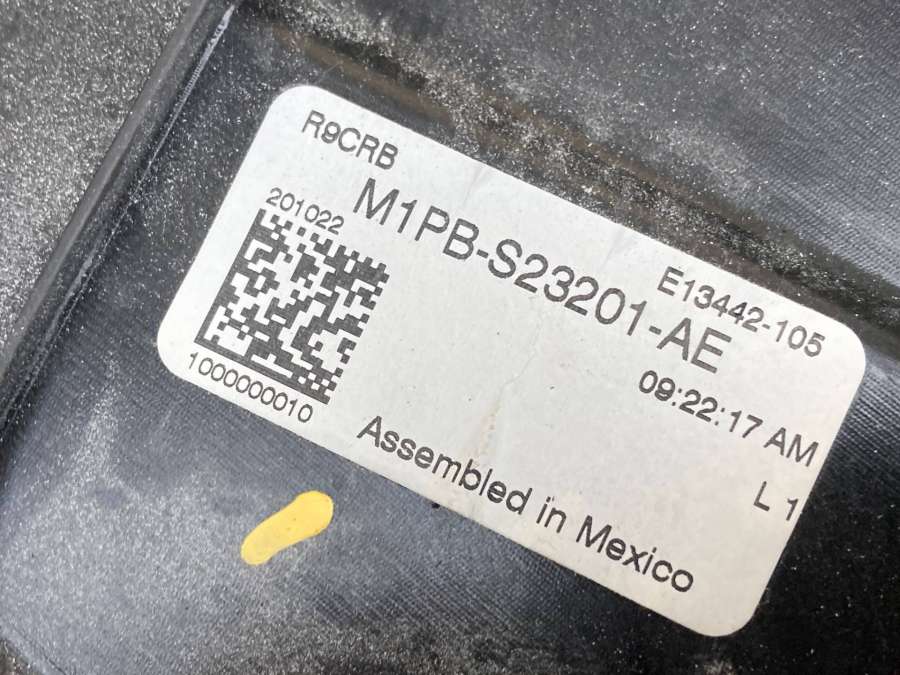 R9CRB
201022
M1PB-S23201-AE
E13442-105
09:22:17 AM
1000000010
L 1
Assembled in Mexico